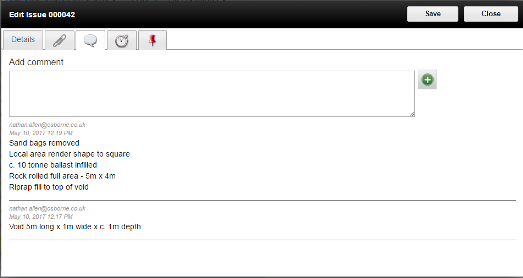 Edit Issue 000042
Save
Close
Details
Add comment
nathan.allen@osborne.co.uk
May 10, 2017 12:19 PM
Sand bags removed
Local area render shape to square
c. 10 tonne ballast infilled
Rock rolled full area - 5m x 4m
Riprap fill to top of void
nathan.allen@osborne.co.uk
May 10, 2017 12:17 PM
Void 5m long x 1m wide x c. 1m depth